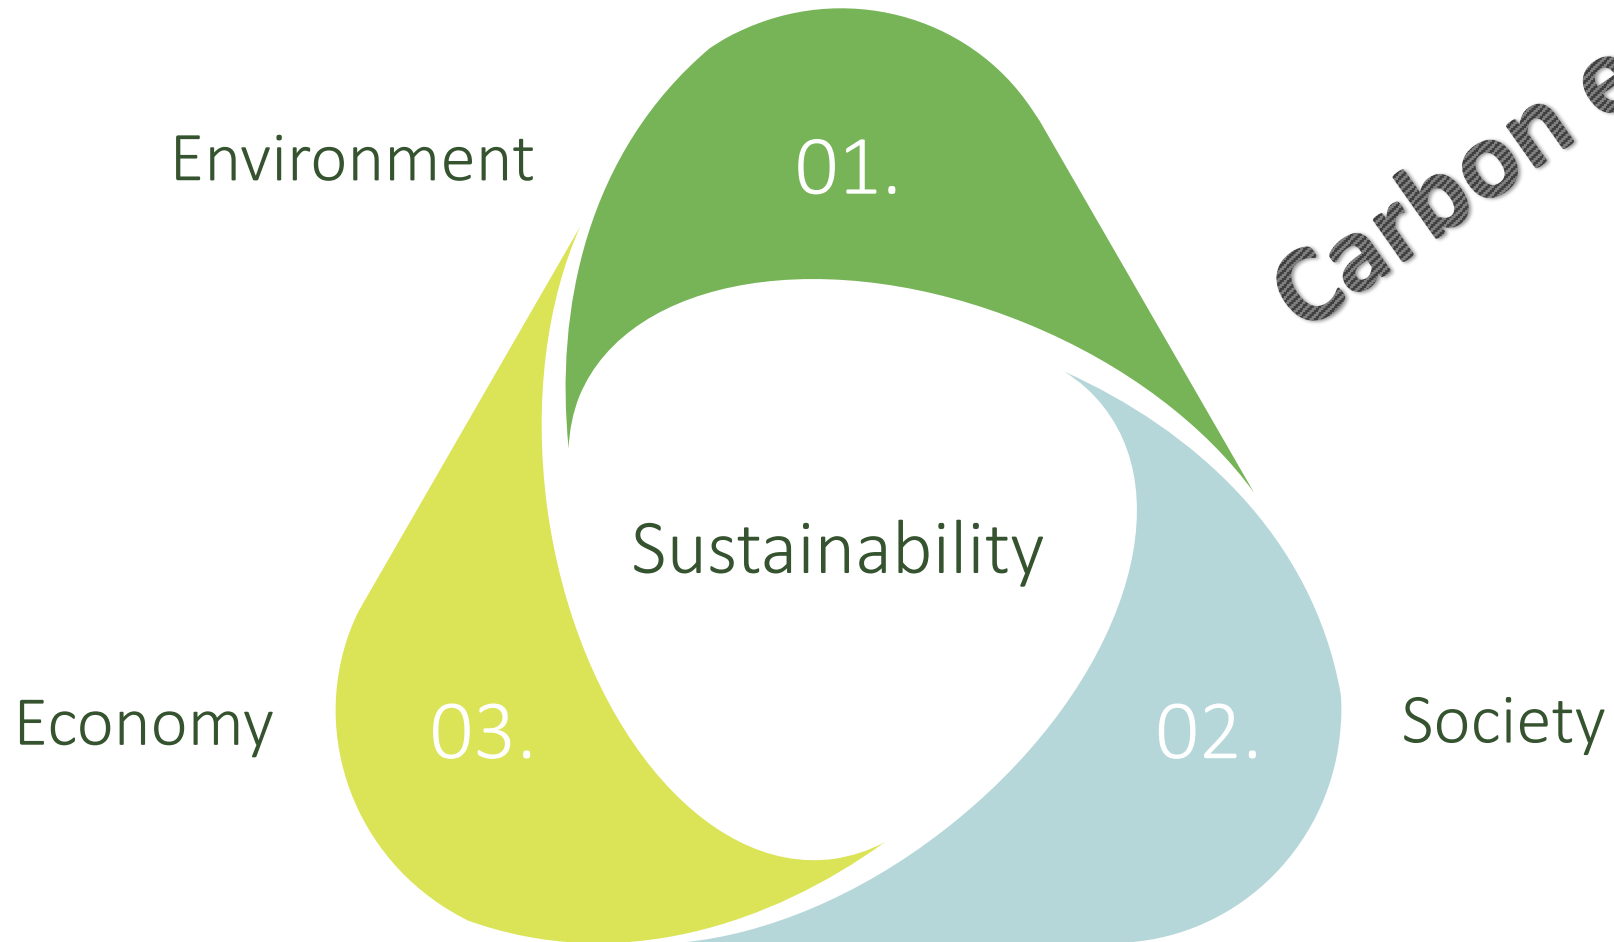 Environment
01.
Carbon e
Sustainability
Economy
03.
02.
Society